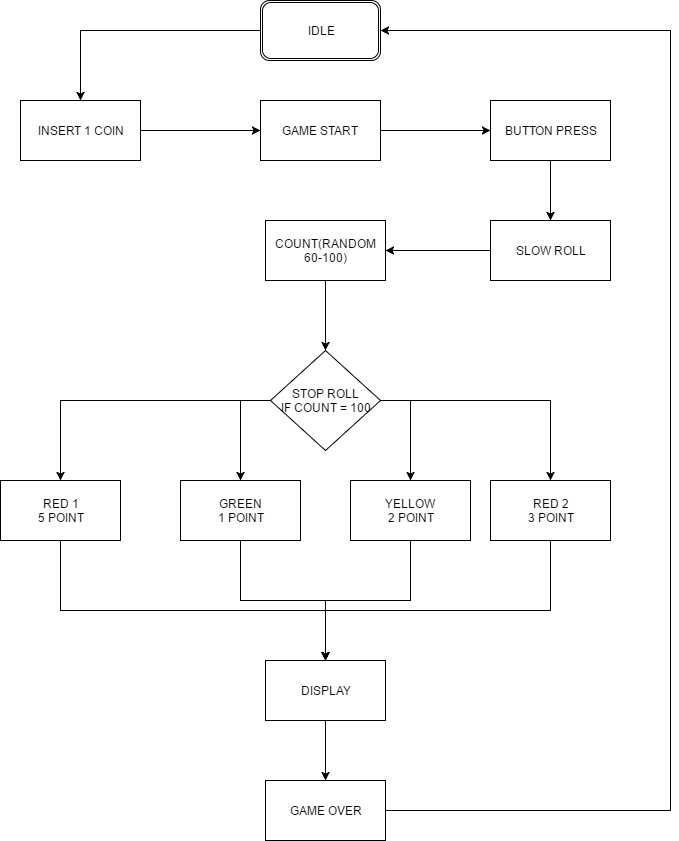 IDLE
INSERT 1 COIN
GAME START
BUTTON PRESS
SLOW ROLL
COUNT(RANDOM
60-100)
STOP ROLL
IF COUNT = 100
RED 1
5 POINT
GREEN
1 POINT
YELLOW
2 POINT
RED 2
3 POINT
DISPLAY
GAME OVER